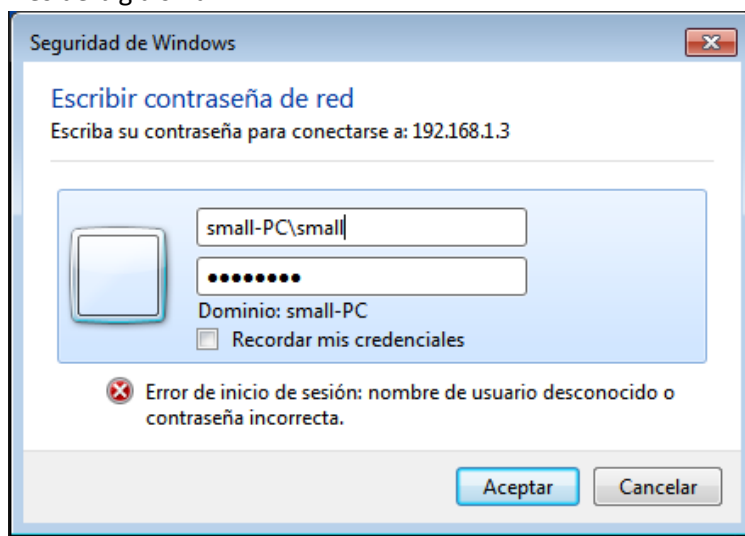 Seguridad de Windows
Escribir contraseña de red
Escriba su contraseña para conectarse a: 192.168.1.3
small-PC\small
●●●●●●●●
Dominio: small-PC
Recordar mis credenciales
Error de inicio de sesión: nombre de usuario desconocido o
contraseña incorrecta.
Aceptar
Cancelar